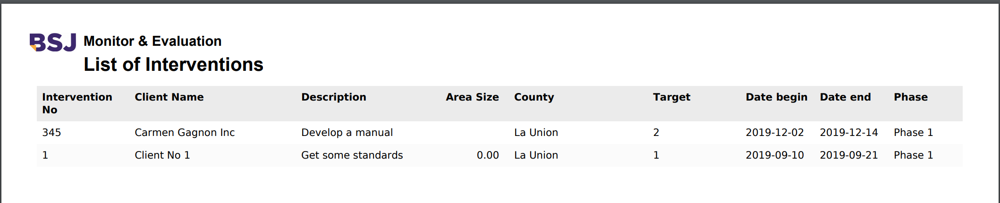 BSJ Monitor & Evaluation
List of Interventions
Intervention No Client Name Description Area Size County Target Date begin Date end Phase
345 Carmen Gagnon Inc Develop a manual La Union 2 2019-12-02 2019-12-14 Phase 1
1 Client No 1 Get some standards 0.00 La Union 1 2019-09-10 2019-09-21 Phase 1